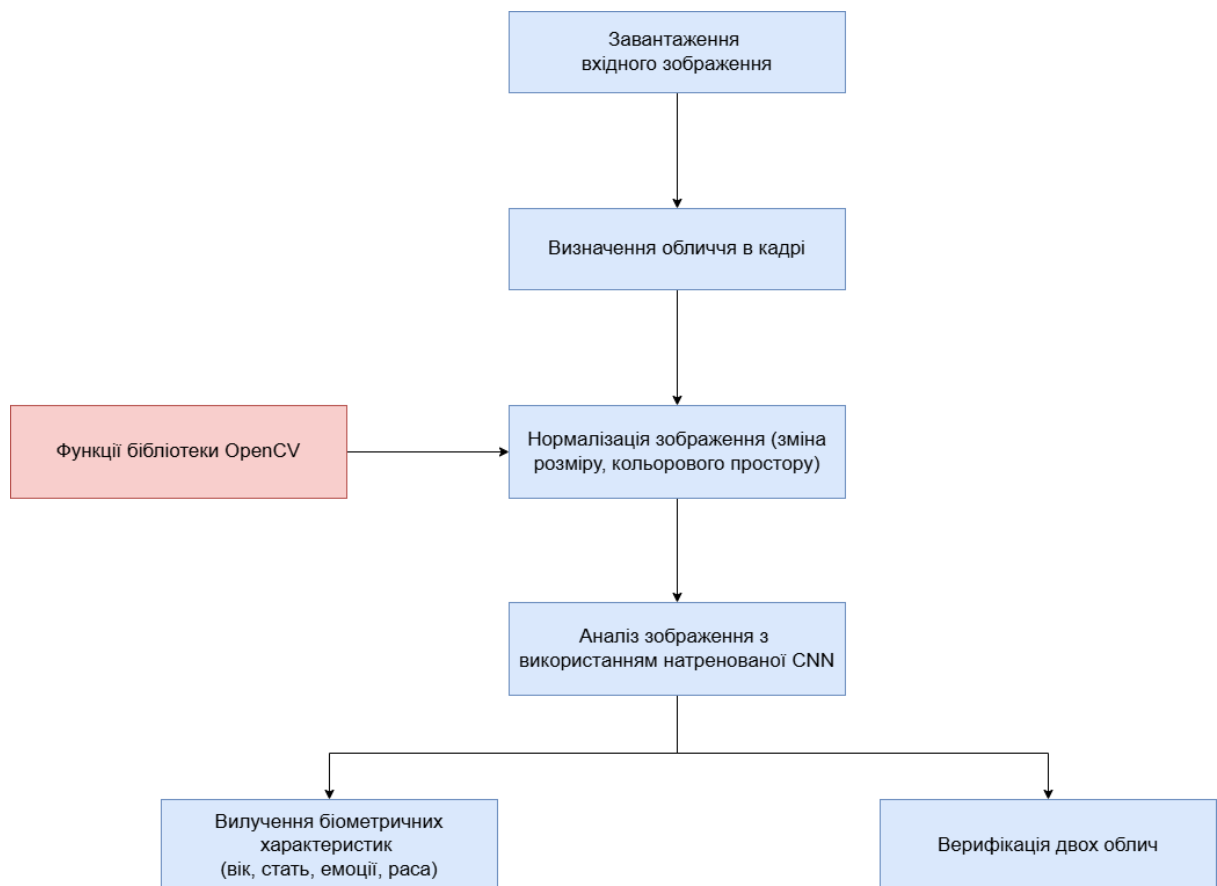 Завантаження
вхідного зображення
Визначення обличчя в кадрі
Функції бібліотеки OpenCV
Нормалізація зображення (зміна
розміру, кольорового простору)
Аналіз зображення з
використанням натренованої CNN
Вилучення біометричних
характеристик
(вік, стать, емоції, раса)
Верифікація двох облич